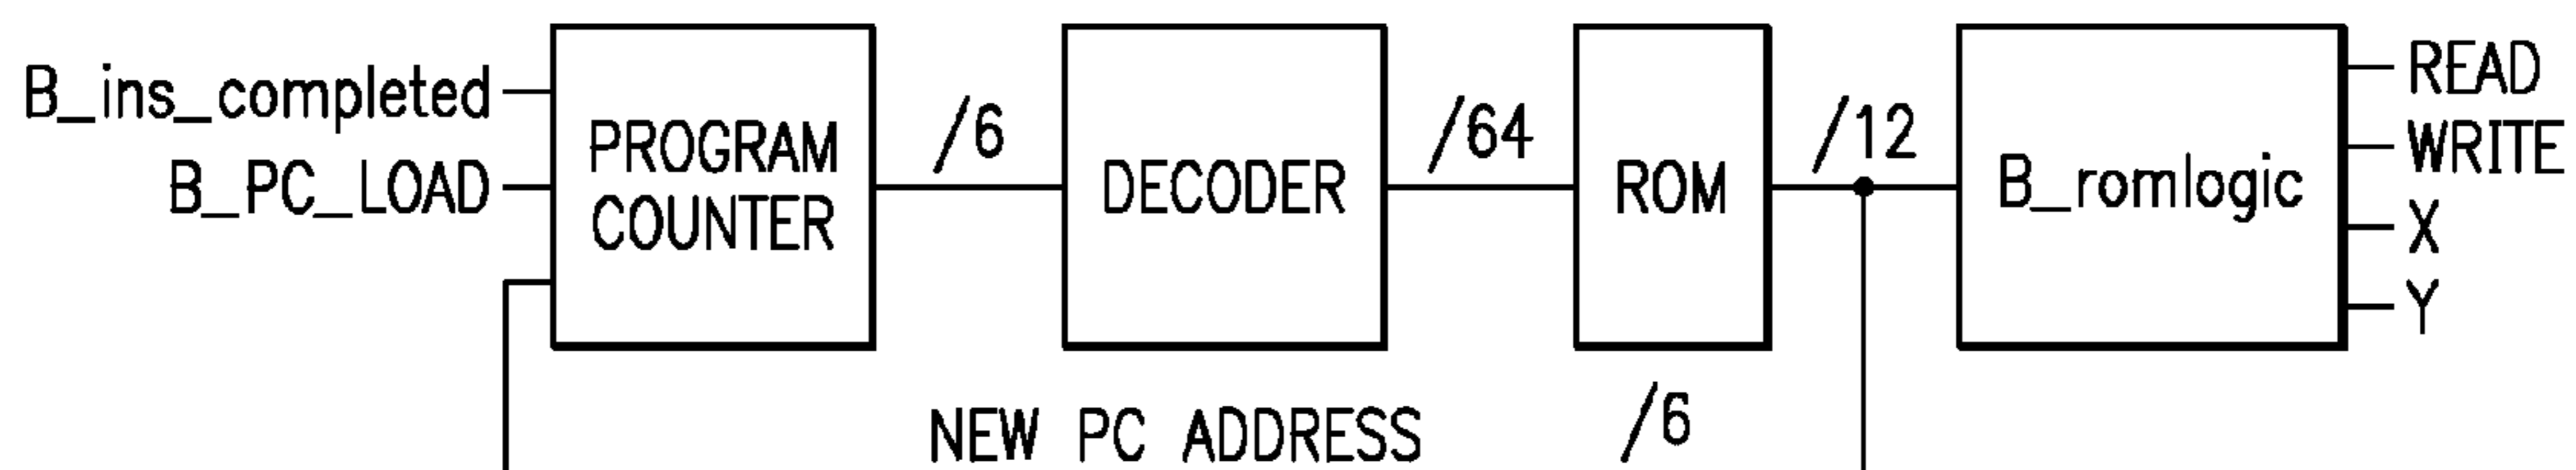 B_ins_completed
B_PC_LOAD
PROGRAM
COUNTER
/6
DECODER
/64
ROM
/12
B_romlogic
READ
WRITE
X
Y
NEW PC ADDRESS
/6